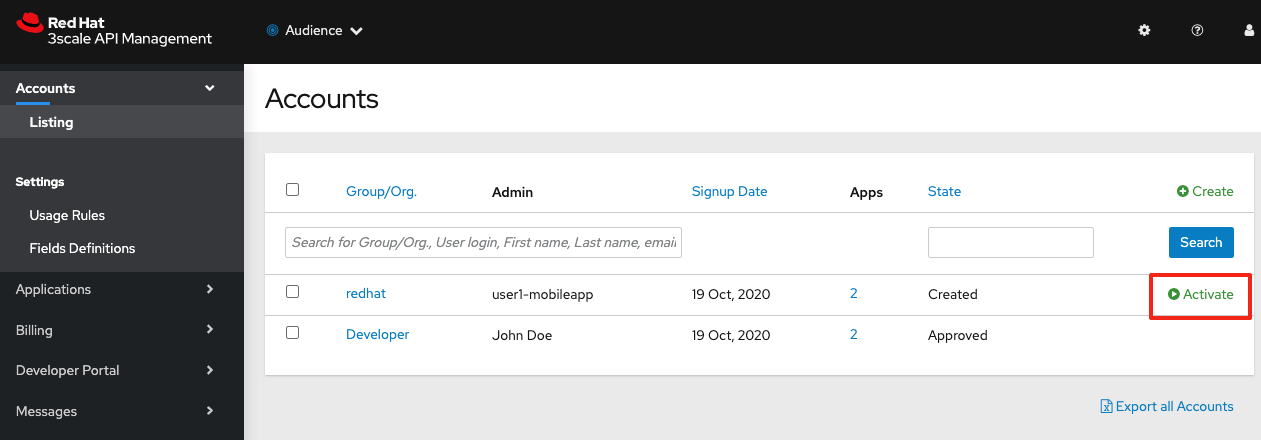 Red Hat
3scale API Management
Audience
Accounts
Listing
Settings
Usage Rules
Fields Definitions
Applications
Billing
Developer Portal
Messages
Accounts
Group/Org. Admin Signup Date Apps State Create
Search for Group/Org., User login, First name, Last name, email Search
redhat user1-mobileapp 19 Oct, 2020 2 Created Activate
Developer John Doe 19 Oct, 2020 2 Approved
Export all Accounts